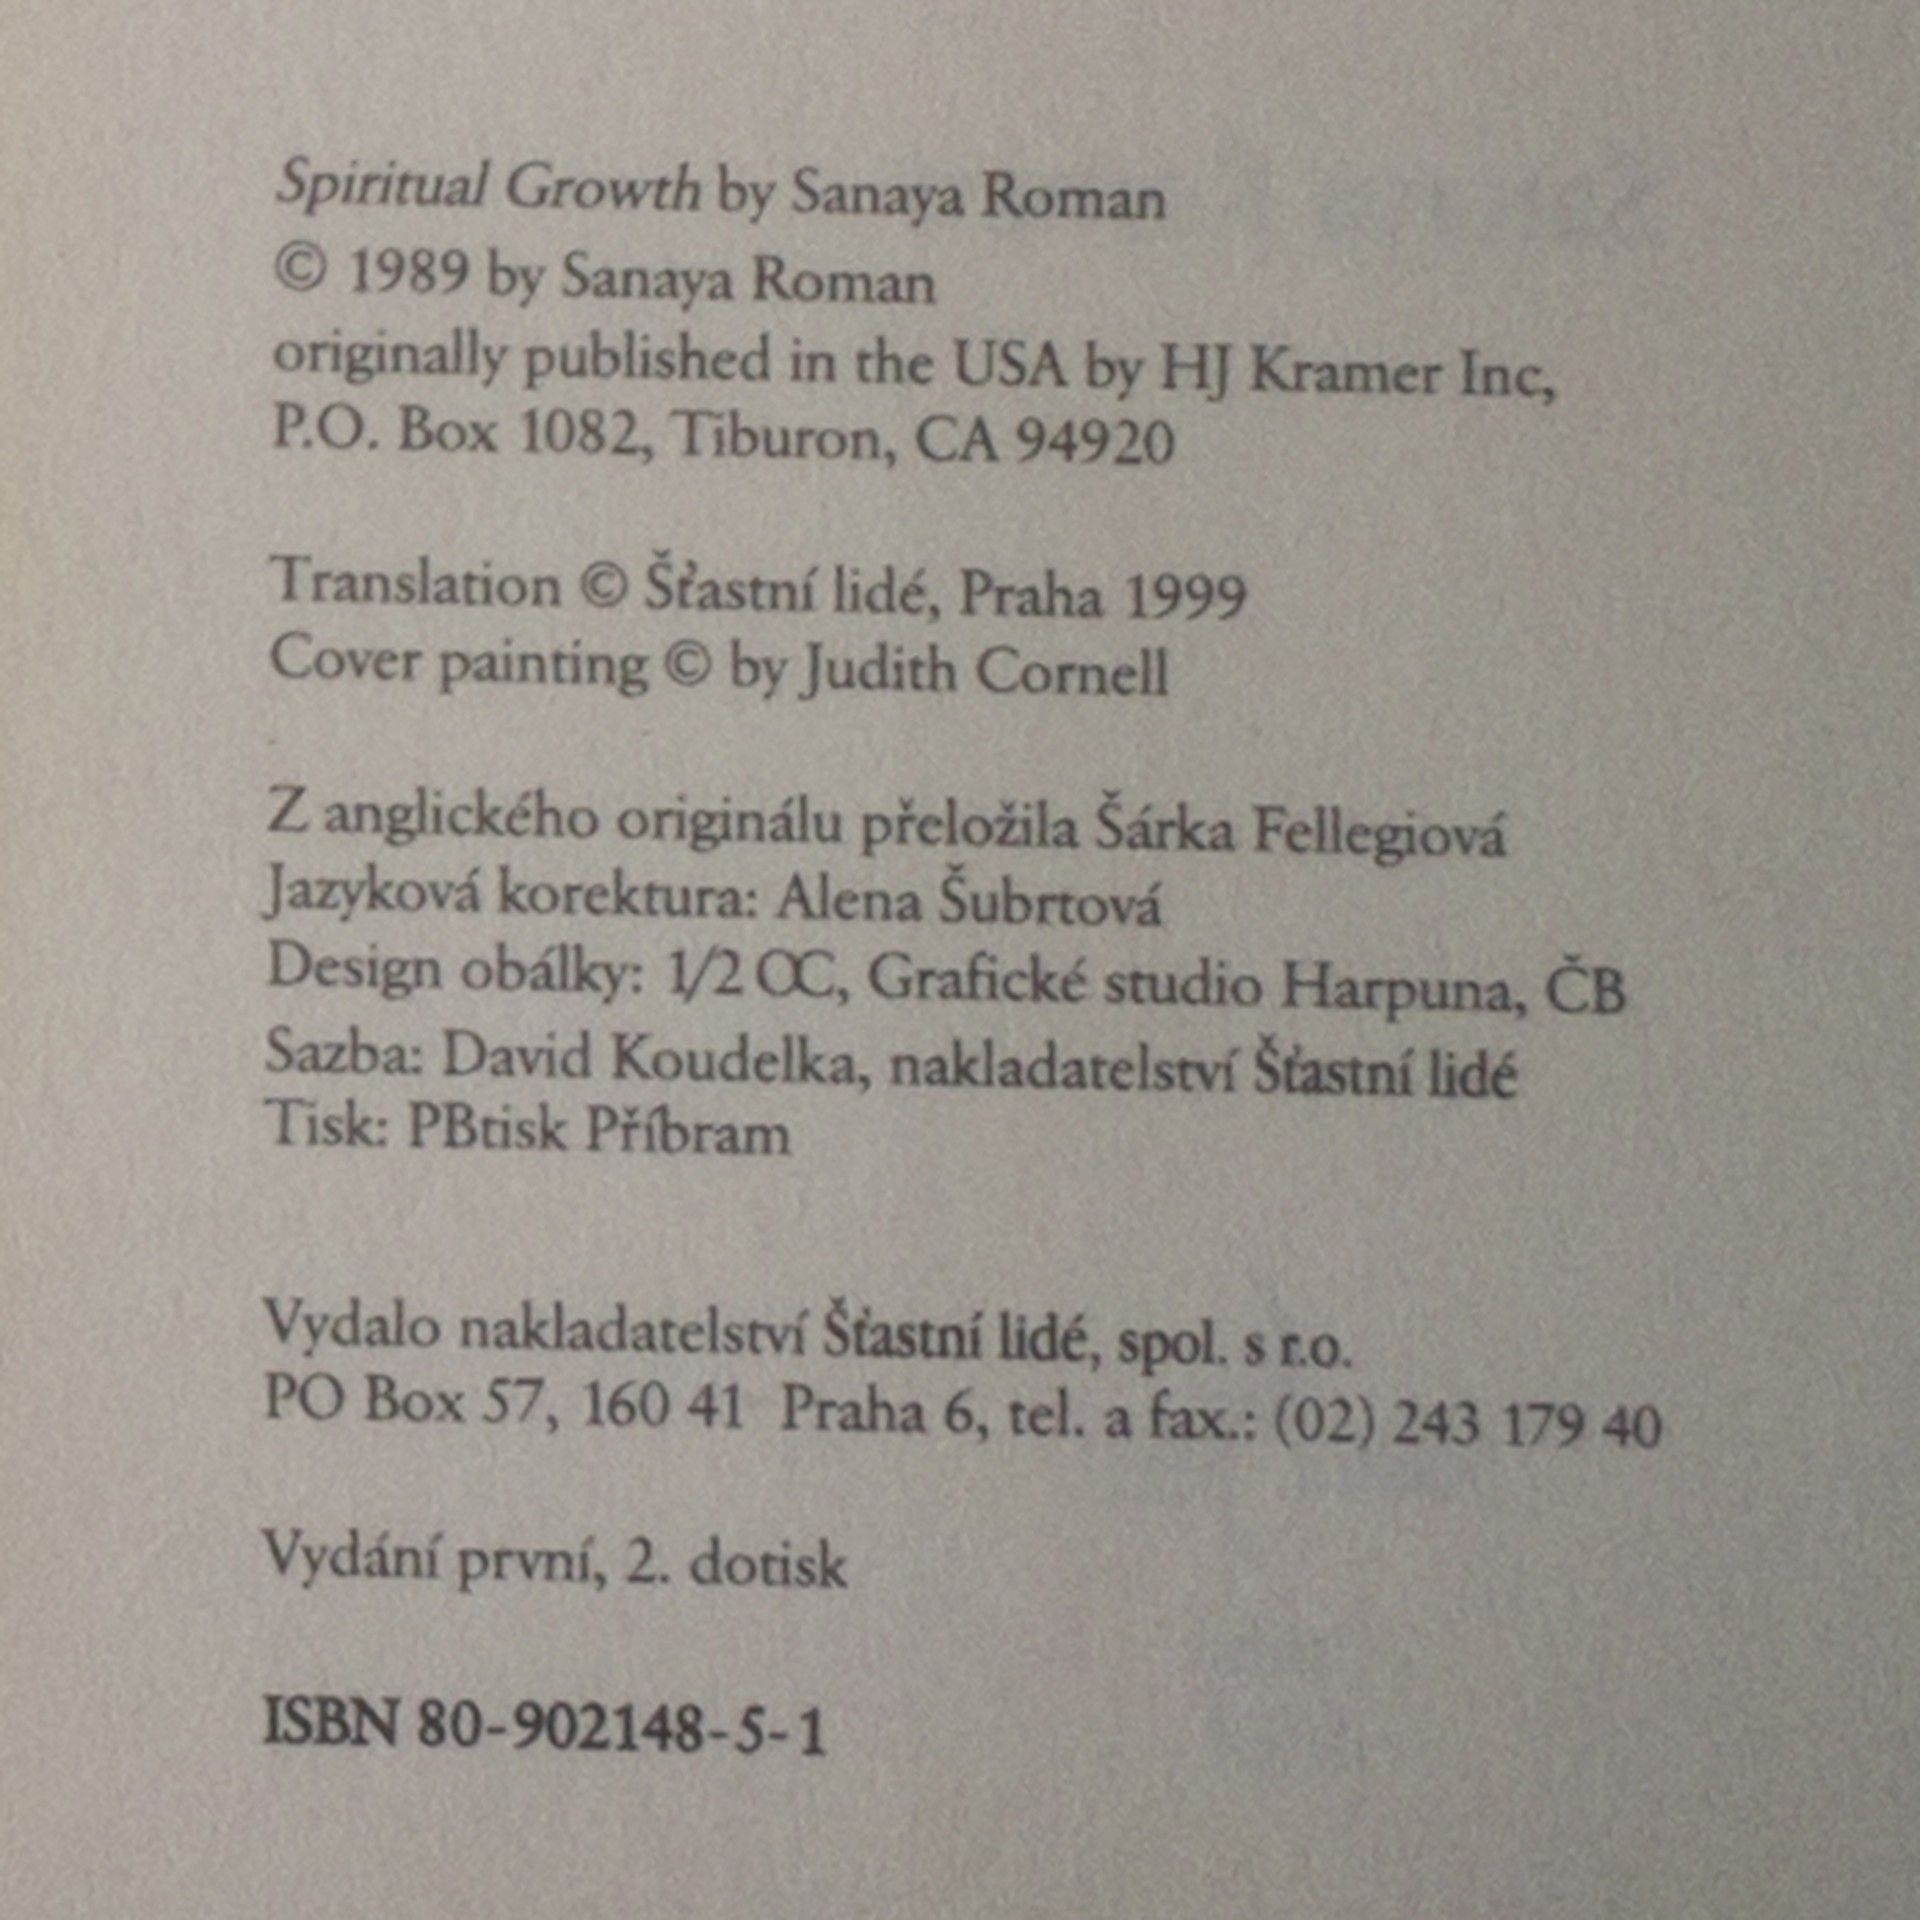 Spiritual Growth by Sanaya Roman
© 1989 by Sanaya Roman
originally published in the USA by HJ Kramer Inc,
P.O. Box 1082, Tiburon, CA 94920
Translation © Šťastní lidé, Praha 1999
Cover painting © by Judith Cornell
Z anglického originálu přeložila Šárka Fellegiová
Jazyková korektura: Alena Šubrtová
Design obálky: 1/2 OC, Grafické studio Harpuna, ČB
Sazba: David Koudelka, nakladatelství Šťastní lidé
Tisk: PBtisk Příbram
Vydalo nakladatelství Šťastní lidé, spol. s r.o.
PO Box 57, 160 41 Praha 6, tel. a fax.: (02) 243 179 40
Vydání první, 2. dotisk
ISBN 80-902148-5-1